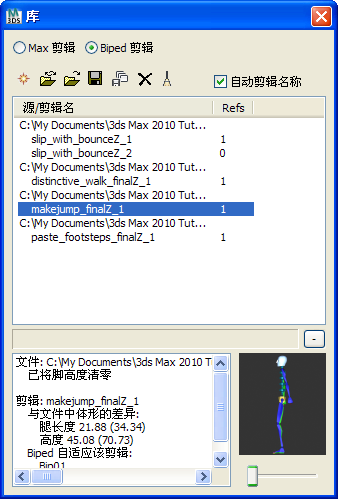 库
Max 剪辑 Biped 剪辑
自动剪辑名称
源/剪辑名 Refs
C:\My Documents\3ds Max 2010 Tut...
slip_with_bounceZ_1 1
slip_with_bounceZ_2 0
C:\My Documents\3ds Max 2010 Tut...
distinctive_walk_finalZ_1 1
C:\My Documents\3ds Max 2010 Tut...
makejump_finalZ_1 1
C:\My Documents\3ds Max 2010 Tut...
paste_footsteps_finalZ_1 1
-
文件: C:\My Documents\3ds Max 2010 T
已将脚高度清零
剪辑: makejump_finalZ_1
与文件中体形的差异:
腿长度 21.88 (34.34)
高度 45.08 (70.73)
Biped 自适应该剪辑:
Bip01